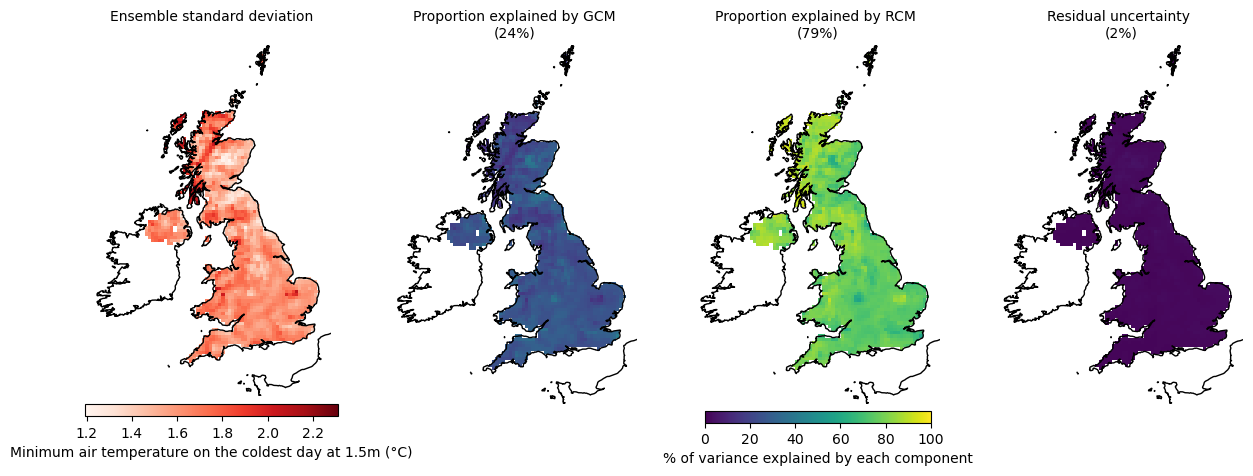 Ensemble standard deviation
Proportion explained by GCM
(24%)
Proportion explained by RCM
(79%)
Residual uncertainty
(2%)
1.2 1.4 1.6 1.8 2.0 2.2
Minimum air temperature on the coldest day at 1.5m (°C)
0 20 40 60 80 100
% of variance explained by each component